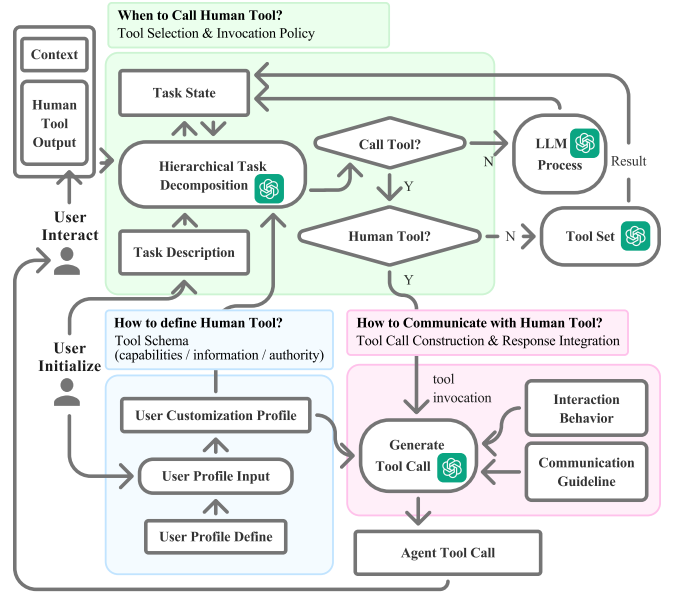 When to Call Human Tool?
Tool Selection & Invocation Policy
Context
Human
Tool
Output
Task State
Call Tool?
LLM
Process
N
Hierarchical Task
Decomposition
Result
Y
User
Interact
Human Tool?
N
Tool Set
Task Description
Y
How to define Human Tool?
Tool Schema
(capabilities / information / authority)
How to Communicate with Human Tool?
Tool Call Construction & Response Integration
User
Initialize
tool
invocation
Interaction
Behavior
User Customization Profile
Generate
Tool Call
User Profile Input
Communication
Guideline
User Profile Define
Agent Tool Call